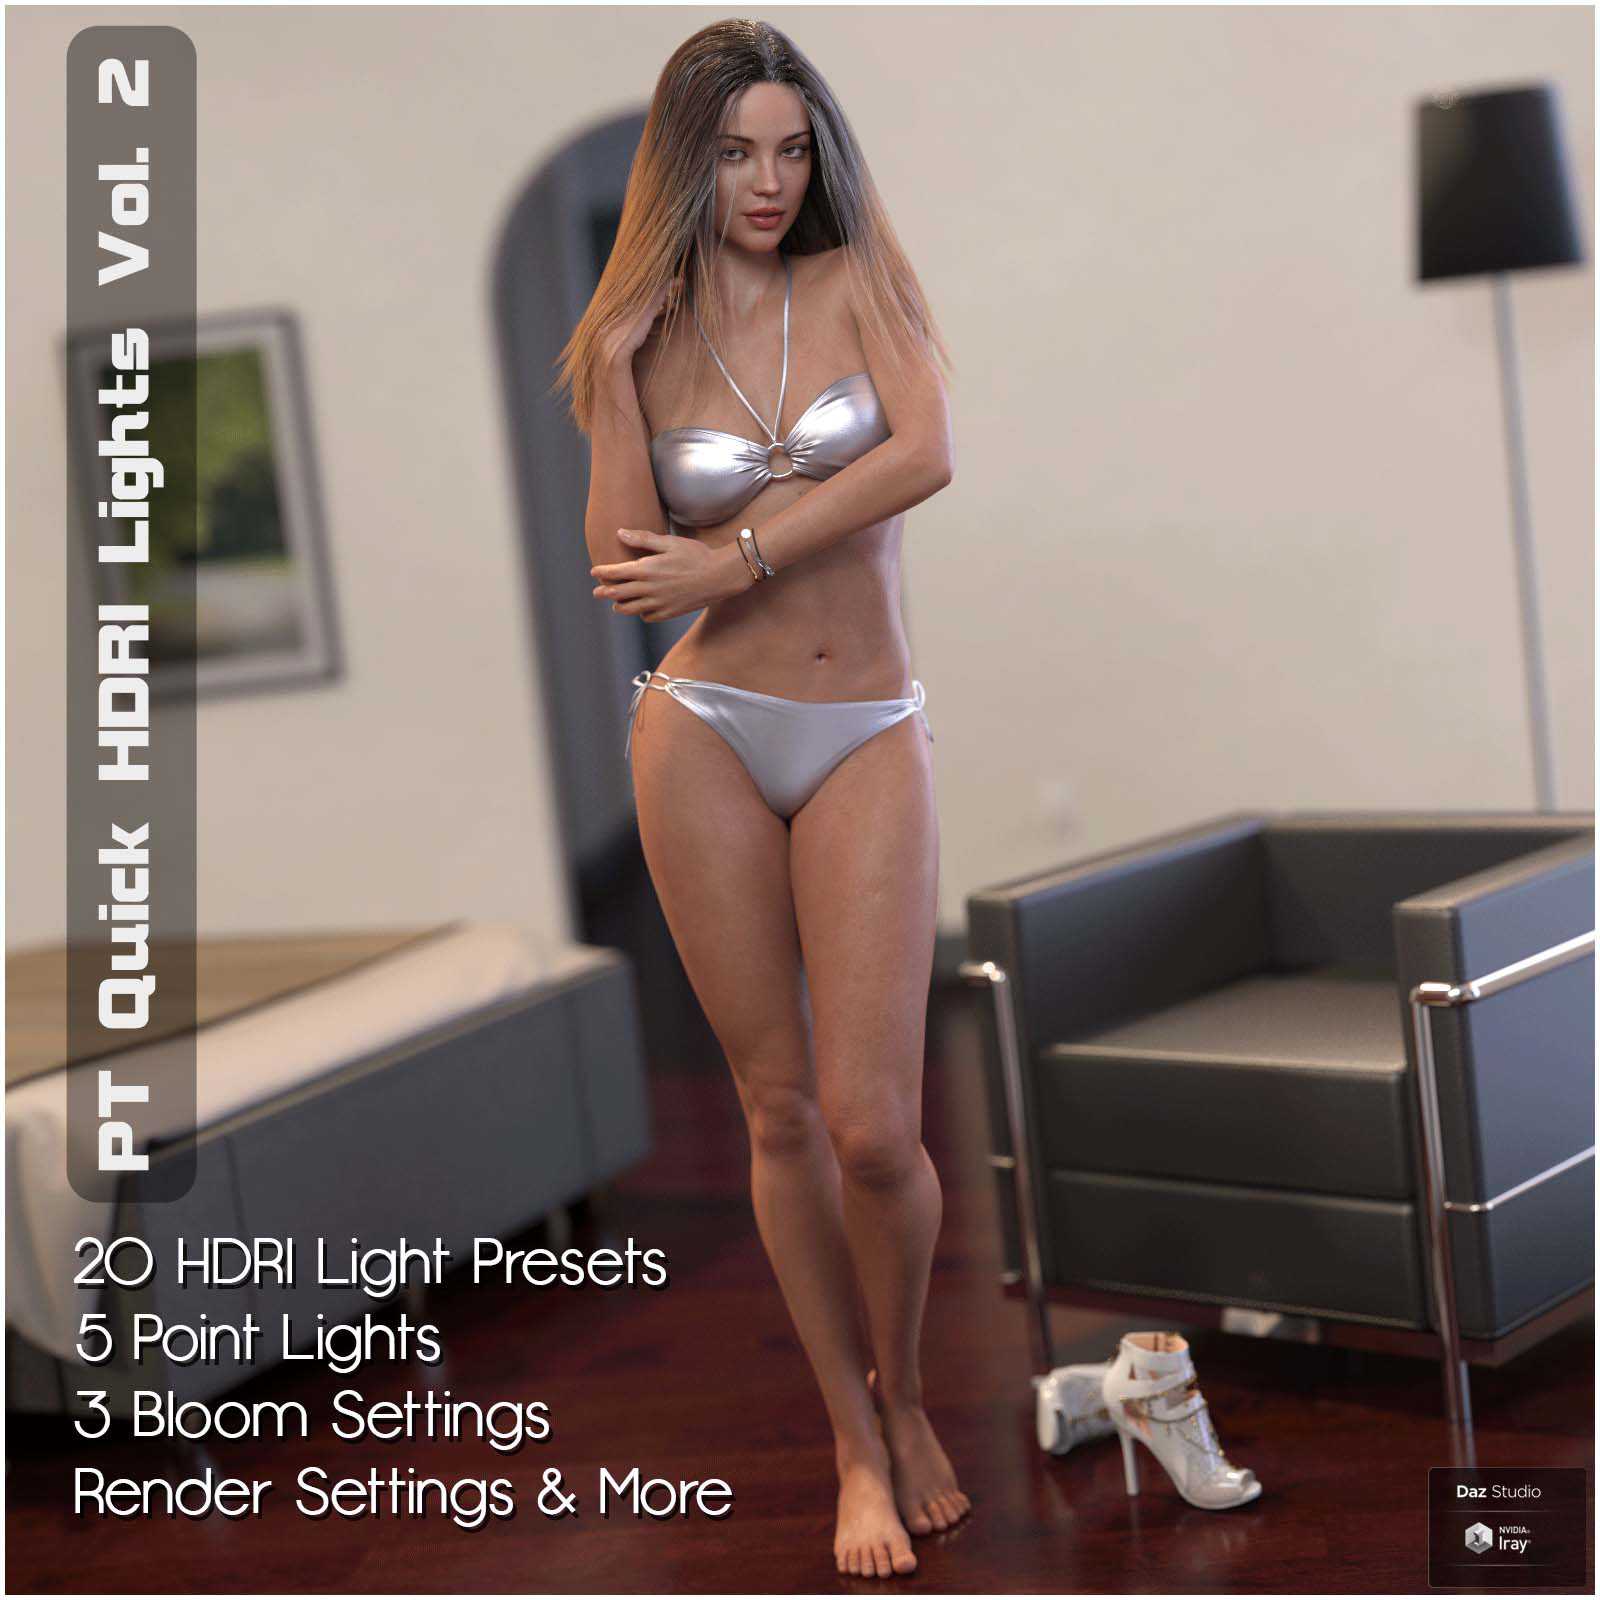 PT Quick HDRI Lights Vol. 2
20 HDRI Light Presets
5 Point Lights
3 Bloom Settings
Render Settings & More
Daz Studio
NVIDIA®
Iray®